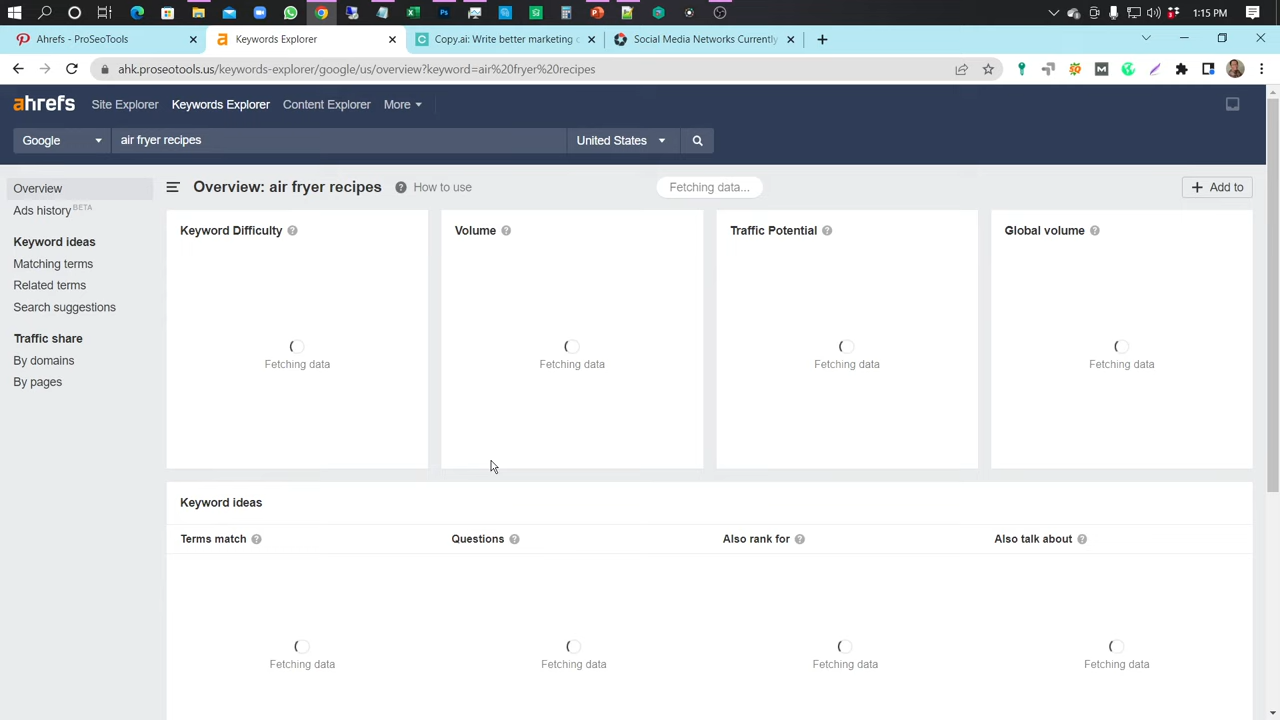 1:15 PM
Ahrefs - ProSeoTools
Keywords Explorer
Copy.ai: Write better marketing c
Social Media Networks Currently
ahk.proseotools.us/keywords-explorer/google/us/overview?keyword=air%20fryer%20recipes
ahrefs
Site Explorer
Keywords Explorer
Content Explorer
More
Google
air fryer recipes
United States
Overview
Ads history BETA
Keyword ideas
Matching terms
Related terms
Search suggestions
Traffic share
By domains
By pages
Overview: air fryer recipes
How to use
Fetching data...
+ Add to
Keyword Difficulty
Volume
Traffic Potential
Global volume
Fetching data
Fetching data
Fetching data
Fetching data
Keyword ideas
Terms match
Questions
Also rank for
Also talk about
Fetching data
Fetching data
Fetching data
Fetching data